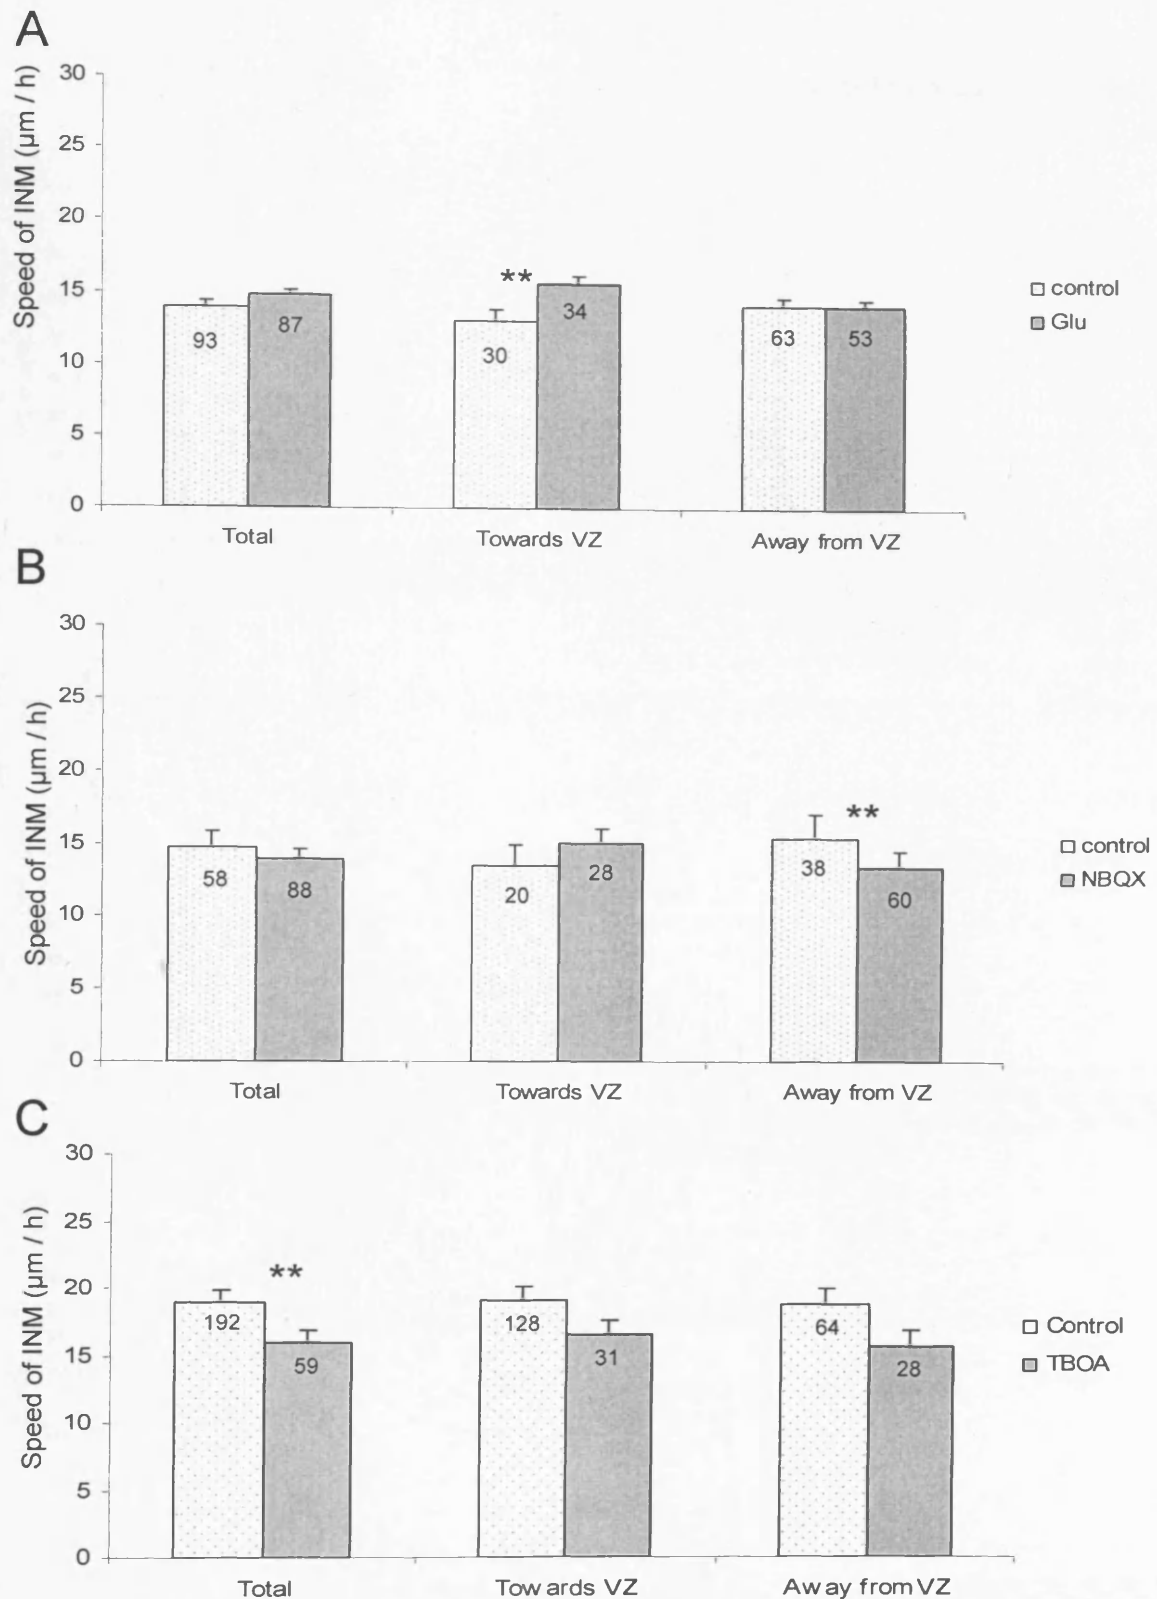 A
Speed of INM (µm / h)
30
25
20
15
10
5
0
93
87
**
30
34
63
53
control
Glu
Total
Towards VZ
Away from VZ
B
Speed of INM (µm / h)
30
25
20
15
10
5
0
58
88
20
28
**
38
60
control
NBQX
Total
Towards VZ
Away from VZ
C
Speed of INM (µm / h)
30
25
20
15
10
5
0
**
192
59
128
31
64
28
Control
TBOA
Total
Towards VZ
Away from VZ